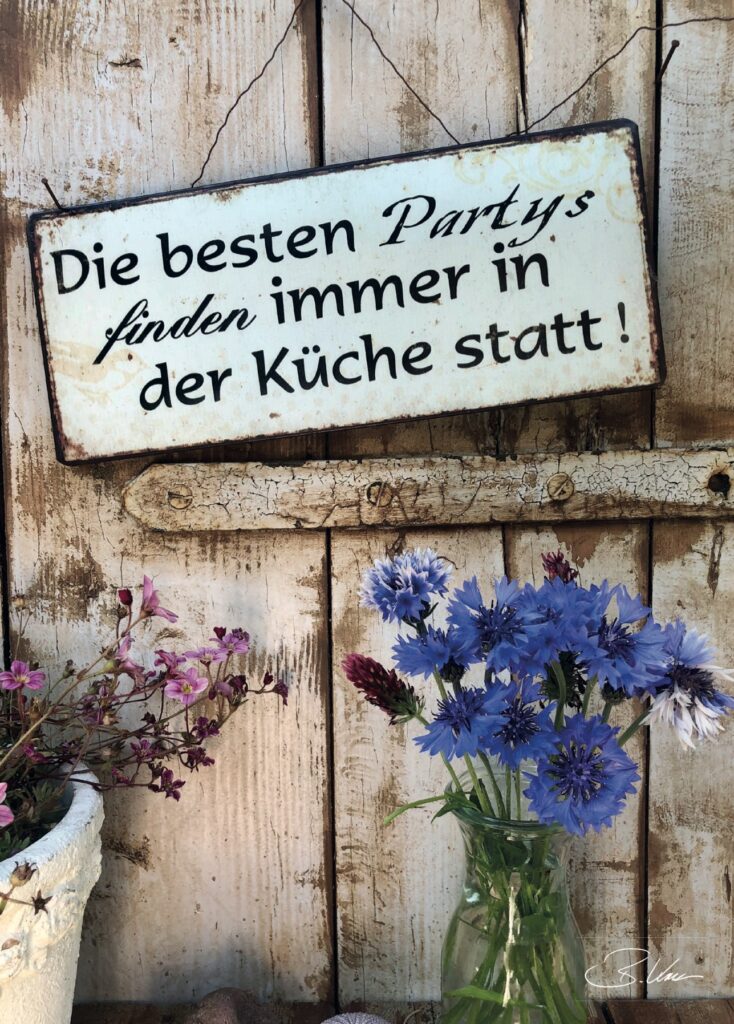 Die besten Partys
finden immer in
der Küche statt!